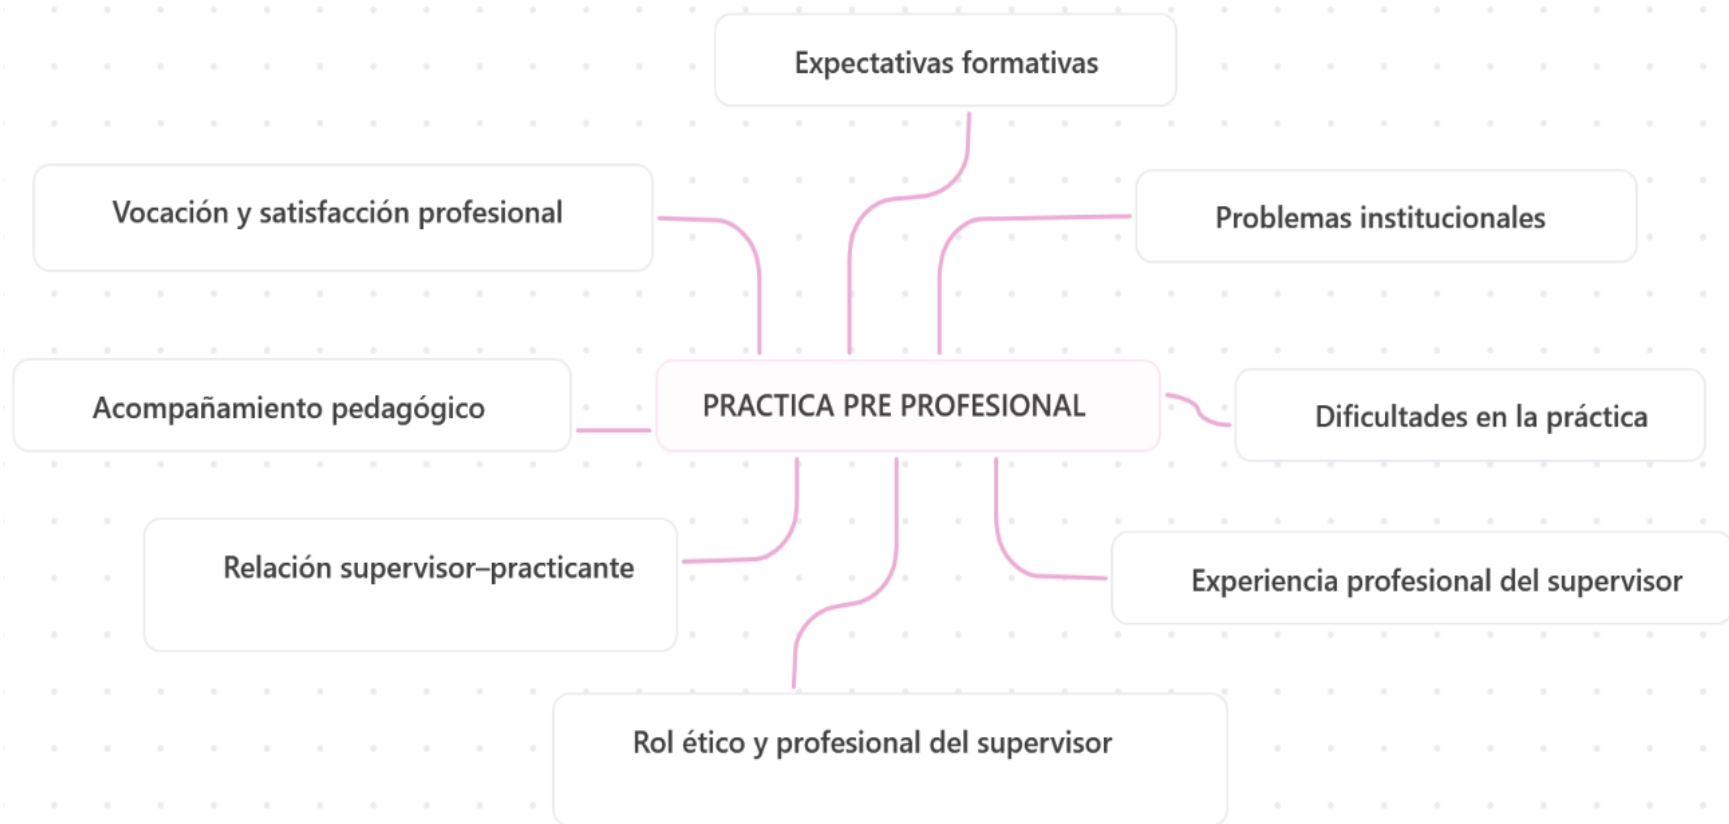 Expectativas formativas
Vocación y satisfacción profesional
Problemas institucionales
Acompañamiento pedagógico
PRACTICA PRE PROFESIONAL
Dificultades en la práctica
Relación supervisor–practicante
Experiencia profesional del supervisor
Rol ético y profesional del supervisor